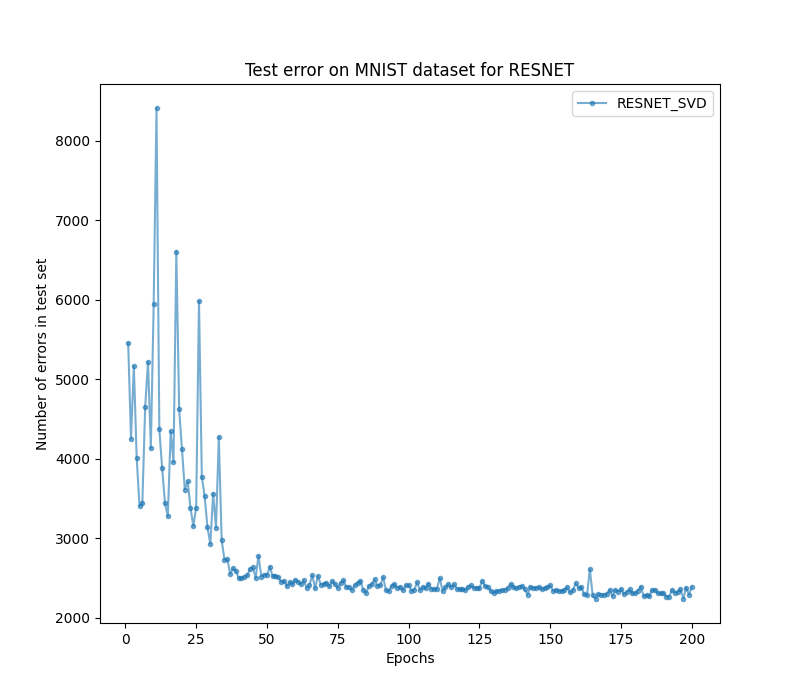 Test error on MNIST dataset for RESNET
RESNET_SVD
8000
7000
6000
5000
4000
3000
2000
Number of errors in test set
0 25 50 75 100 125 150 175 200
Epochs